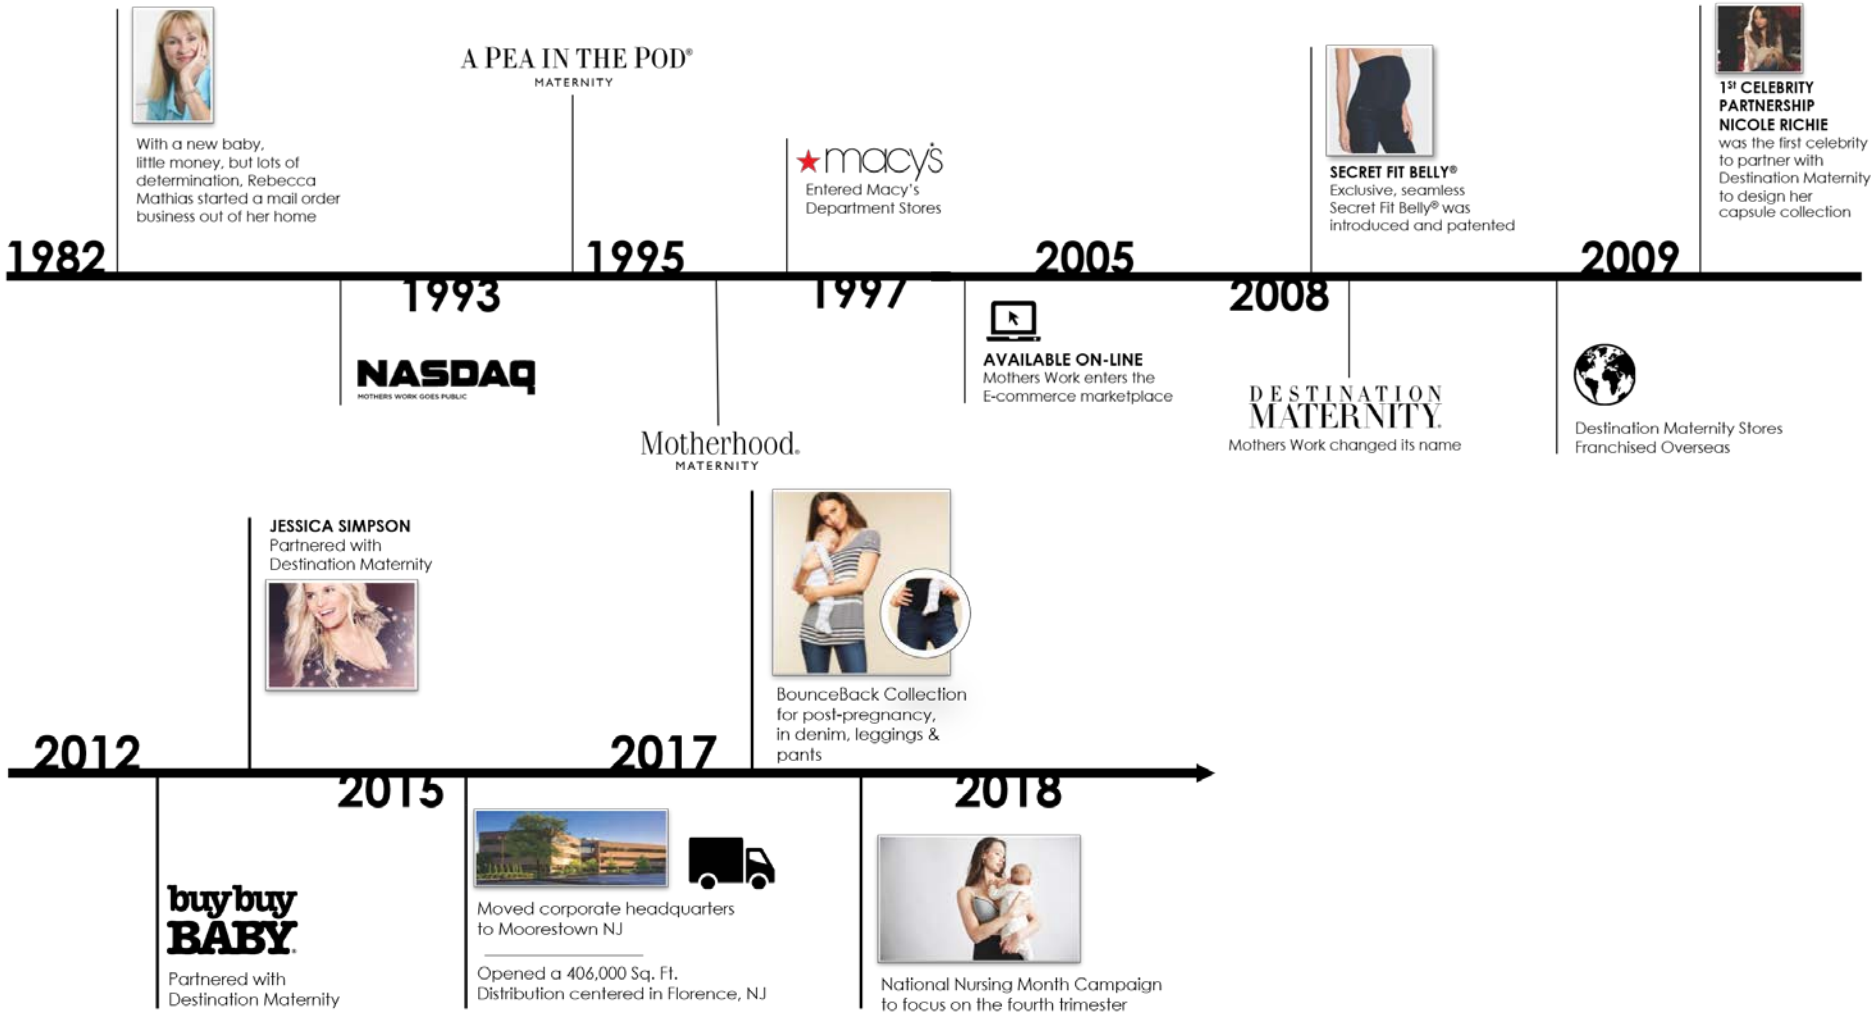 With a new baby,
little money, but lots of
determination, Rebecca
Mathias started a mail order
business out of her home
A PEA IN THE POD®
MATERNITY
★macy's
Entered Macy's
Department Stores
SECRET FIT BELLY®
Exclusive, seamless
Secret Fit Belly® was
introduced and patented
1St CELEBRITY
PARTNERSHIP
NICOLE RICHIE
was the first celebrity
to partner with
Destination Maternity
to design her
capsule collection
1982
1995
2005
2009
1993
1997
2008
NASDAQ
MOTHERS WORK GOES PUBLIC
Motherhood®
MATERNITY
AVAILABLE ON-LINE
Mothers Work enters the
E-commerce marketplace
DESTINATION
MATERNITY®
Mothers Work changed its name
Destination Maternity Stores
Franchised Overseas
JESSICA SIMPSON
Partnered with
Destination Maternity
BounceBack Collection
for post-pregnancy,
in denim, leggings &
pants
2012
2017
2015
2018
buybuy
BABY®
Partnered with
Destination Maternity
Moved corporate headquarters
to Moorestown NJ
Opened a 406,000 Sq. Ft.
Distribution centered in Florence, NJ
National Nursing Month Campaign
to focus on the fourth trimester